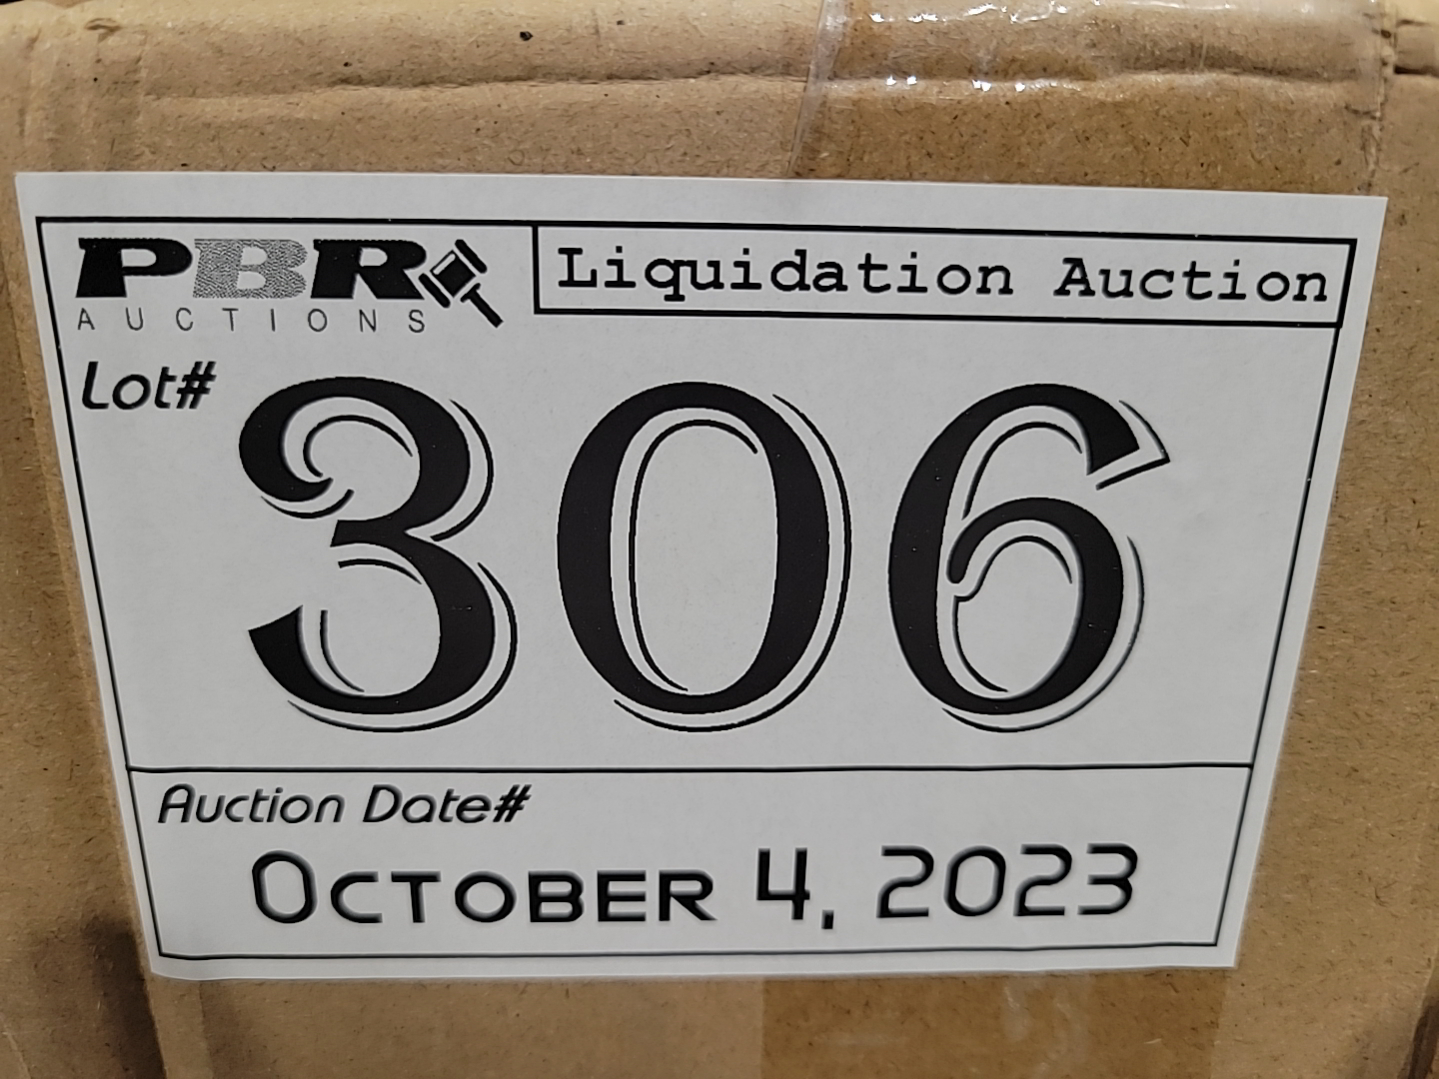 PBR
AUCTIONS
Liquidation Auction
Lot#
306
Auction Date#
October 4, 2023